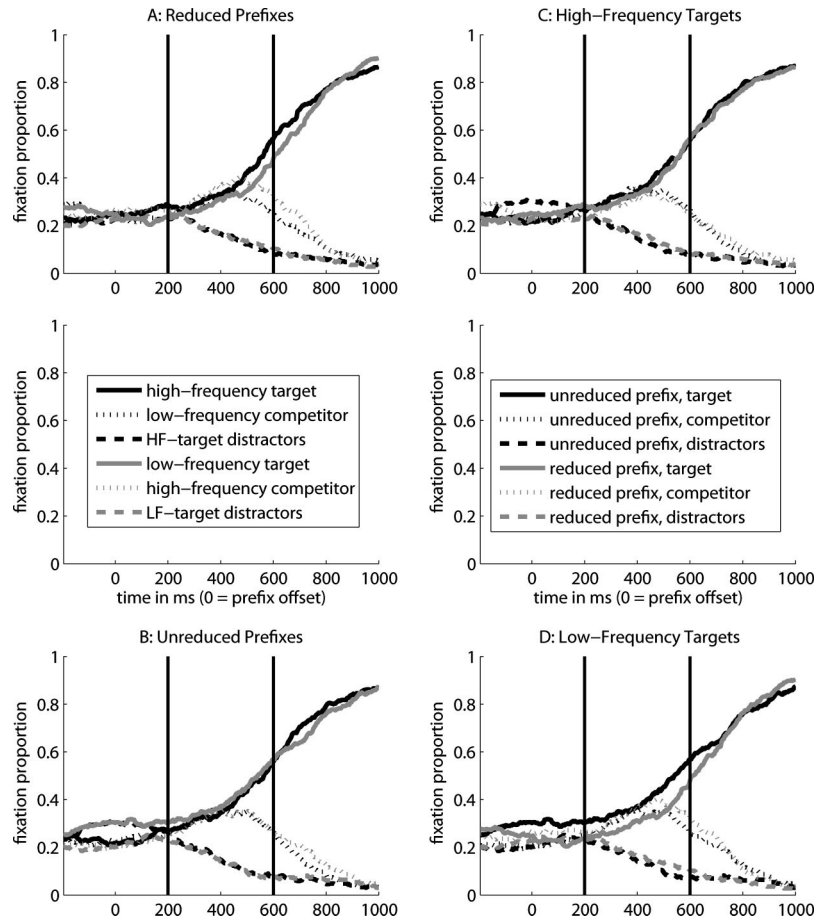 A: Reduced Prefixes
fixation proportion
1
0.8
0.6
0.4
0.2
0
0 200 400 600 800 1000
C: High-Frequency Targets
fixation proportion
1
0.8
0.6
0.4
0.2
0
0 200 400 600 800 1000
fixation proportion
1
0.8
0.6
0.4
0.2
0
high-frequency target
low-frequency competitor
HF-target distractors
low-frequency target
high-frequency competitor
LF-target distractors
0 200 400 600 800 1000
time in ms (0 = prefix offset)
fixation proportion
1
0.8
0.6
0.4
0.2
0
unreduced prefix, target
unreduced prefix, competitor
unreduced prefix, distractors
reduced prefix, target
reduced prefix, competitor
reduced prefix, distractors
0 200 400 600 800 1000
time in ms (0 = prefix offset)
B: Unreduced Prefixes
fixation proportion
1
0.8
0.6
0.4
0.2
0
0 200 400 600 800 1000
D: Low-Frequency Targets
fixation proportion
1
0.8
0.6
0.4
0.2
0
0 200 400 600 800 1000